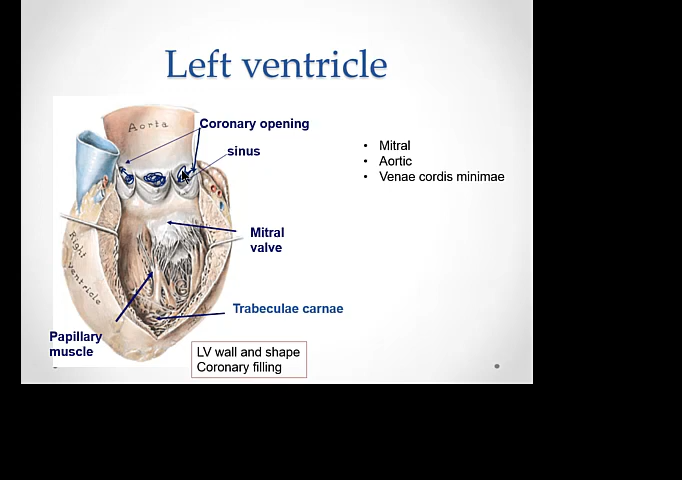 Left ventricle
Aorta
Coronary opening
sinus
• Mitral
• Aortic
• Venae cordis minimae
Mitral
valve
Right
ventricle
Trabeculae carnae
Papillary
muscle
LV wall and shape
Coronary filling